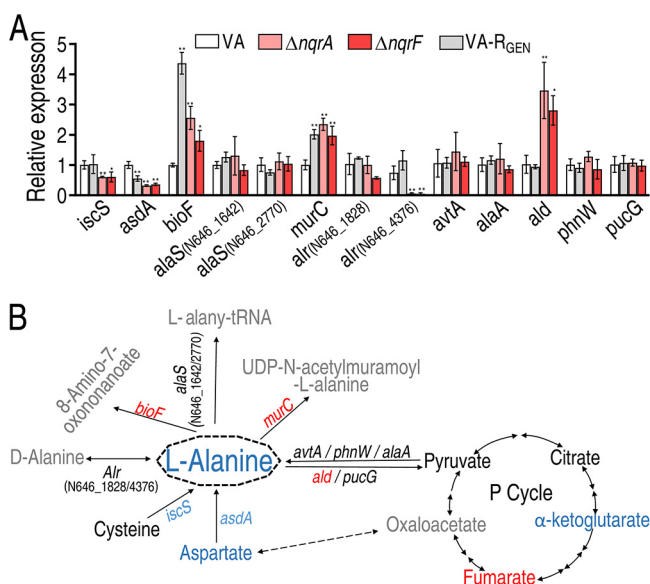 A
Relative expresson
5
4
3
2
1
0
VA
ΔnqrA
ΔnqrF
VA-RGEN
iscS
asdA
bioF
alaS(N646_1642)
alaS(N646_2770)
murC
alr(N646_1828)
alr(N646_4376)
avtA
alaA
ald
phnW
pucG
B
L-alany-tRNA
8-Amino-7-
oxononanoate
alaS
(N646_1642/2770)
UDP-N-acetylmuramoyl
-L-alanine
bioF
murC
D-Alanine
Alr
(N646_1828/4376)
L-Alanine
avtA / phnW / alaA
ald / pucG
Pyruvate
Citrate
P Cycle
Cysteine
iscS
asdA
Aspartate
Oxaloacetate
α-ketoglutarate
Fumarate